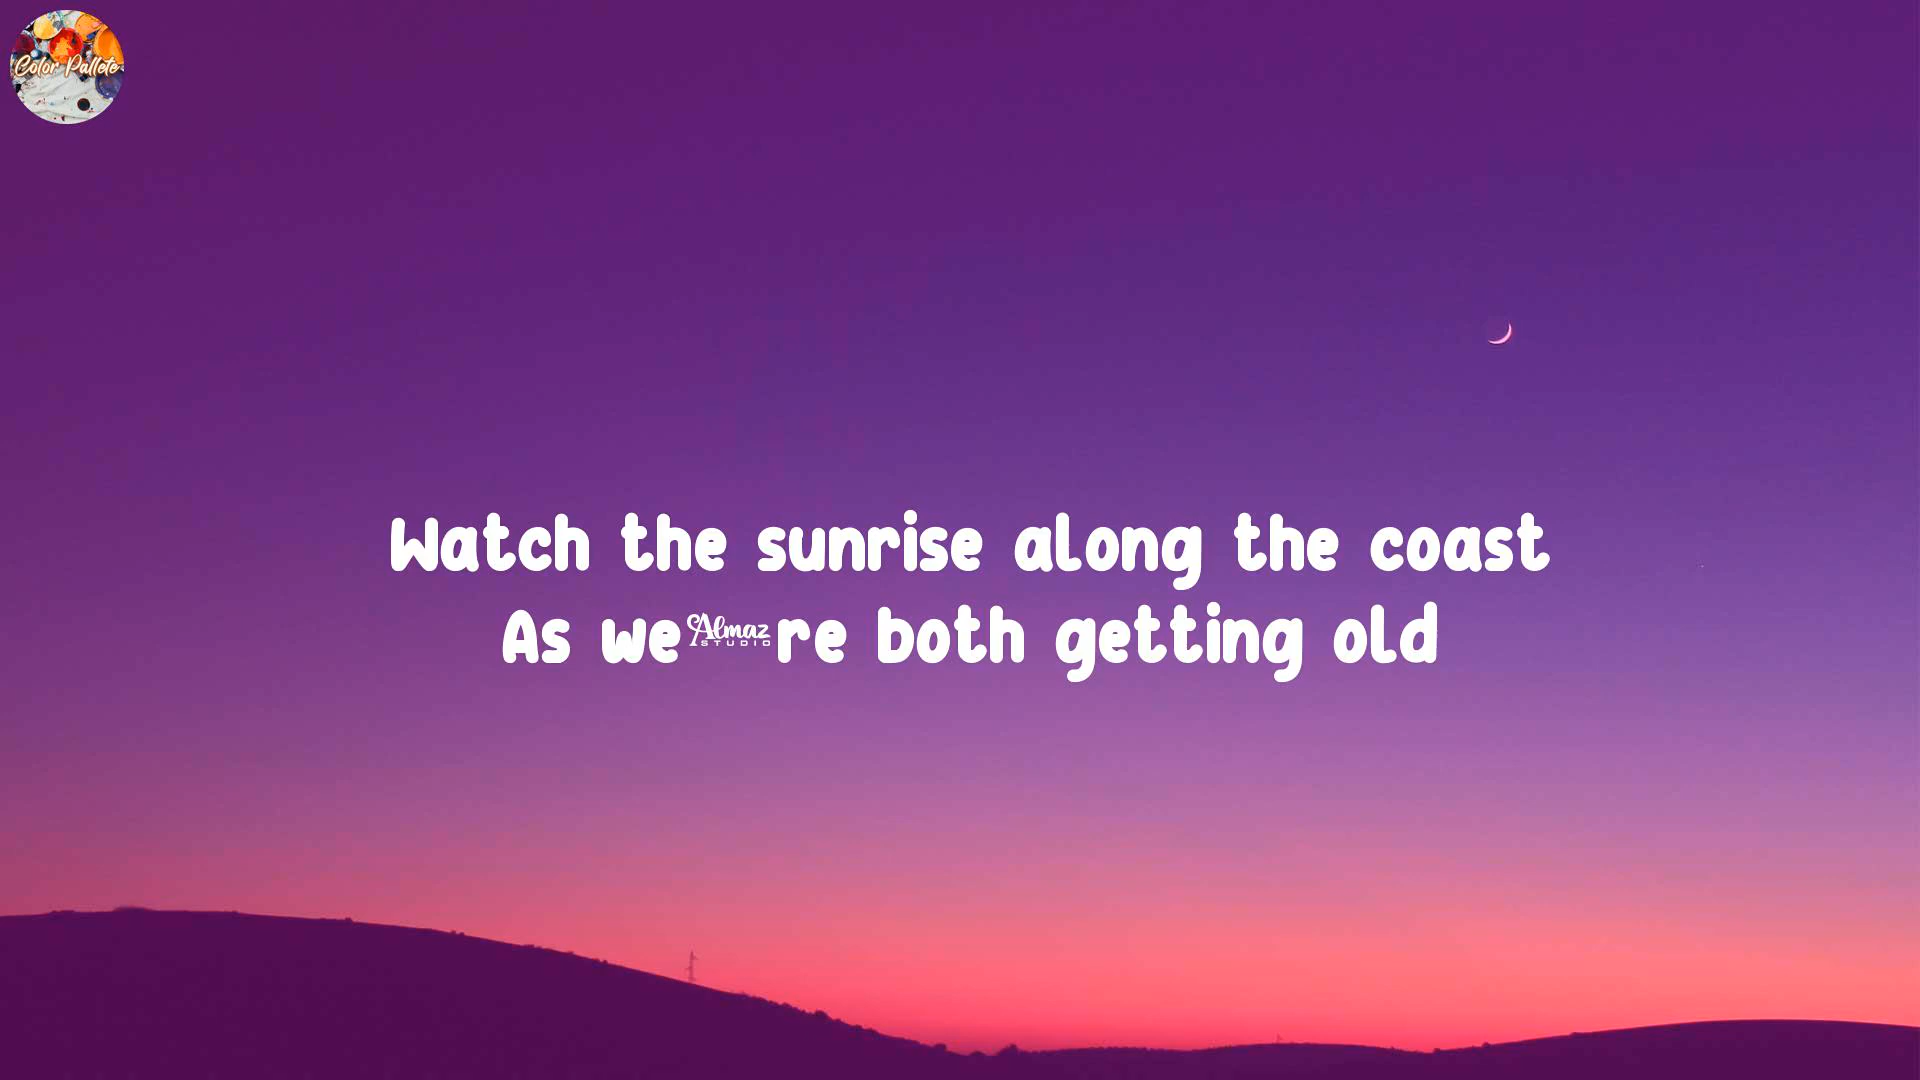 Color Pallete
Watch the sunrise along the coast
As we Almaz STUDIO re both getting old